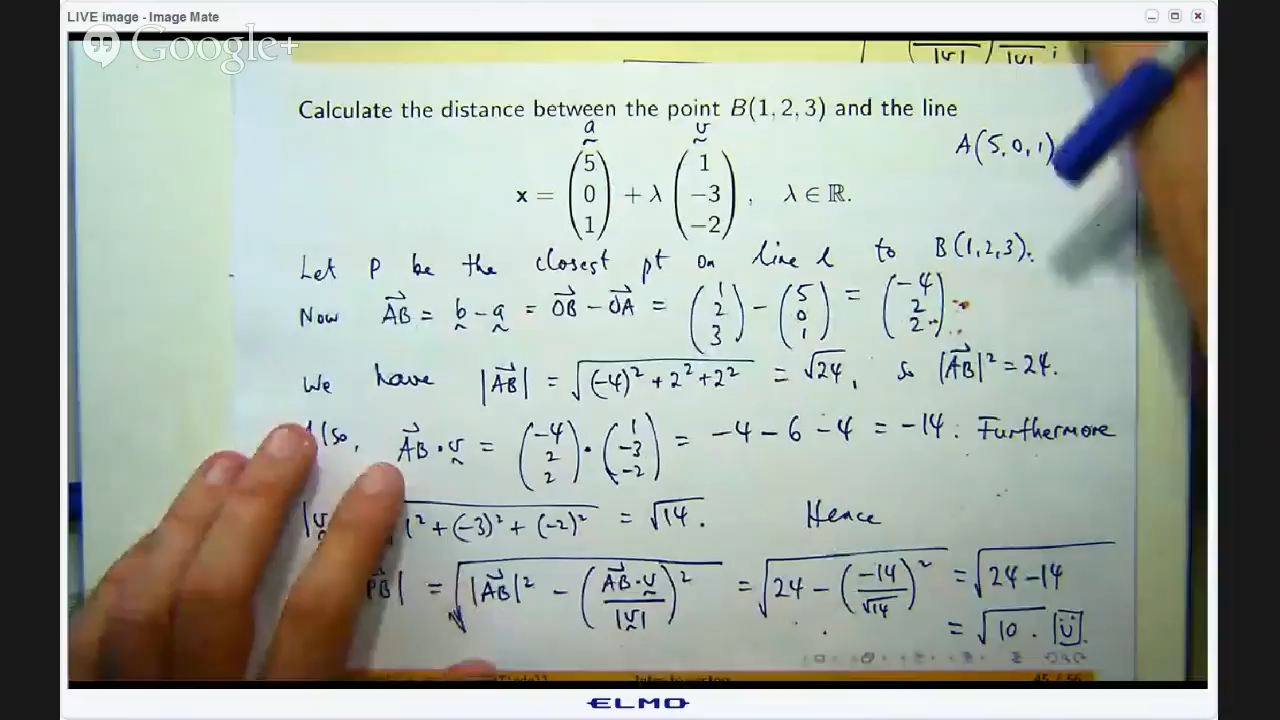 LIVE image - Image Mate
Google+
|v| |v|
Calculate the distance between the point B(1, 2, 3) and the line
a v
A(5,0,1)
x = (5 0 1) + λ (1 −3 −2), λ ∈ ℝ.
Let P be the closest pt on line l to B(1,2,3).
Now AB = b - a = OB - OA = (1 2 3) - (5 0 1) = (-4 2 2).
We have |AB| = √((-4)² + 2² + 2²) = √24, so |AB|² = 24.
Also, AB · v = (-4 2 2) · (1 -3 -2) = -4 - 6 - 4 = -14. Furthermore
|v 1² + (-3)² + (-2)² = √14. Hence
PB| = √(|AB|² - (AB · v / |v|)²) = √(24 - (-14/√14)²) = √(24 - 14)
= √10.
ELMO